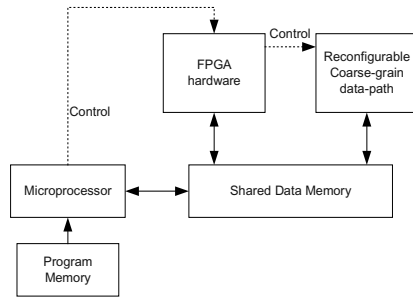 Control
FPGA
hardware
Control
Reconfigurable
Coarse-grain
data-path
Microprocessor
Shared Data Memory
Program
Memory